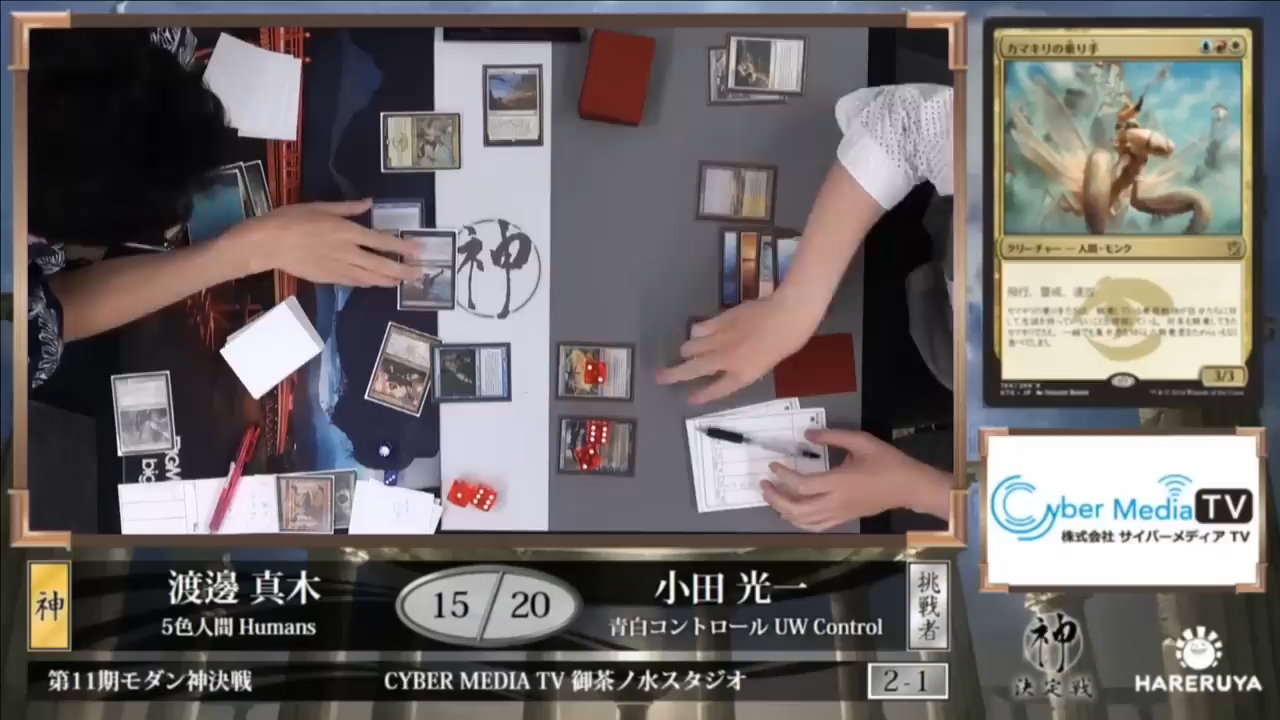 カマキリの乗り手
クリーチャー — 人間・モンク
飛行、警戒、速攻
3/3
神
Cyber Media TV
株式会社 サイバーメディア TV
神
渡邊 真木
5色人間 Humans
15 / 20
小田 光一
青白コントロール UW Control
挑戦者
第11期モダン神決戦
CYBER MEDIA TV 御茶ノ水スタジオ
2-1
神
決定戦
HARERUYA